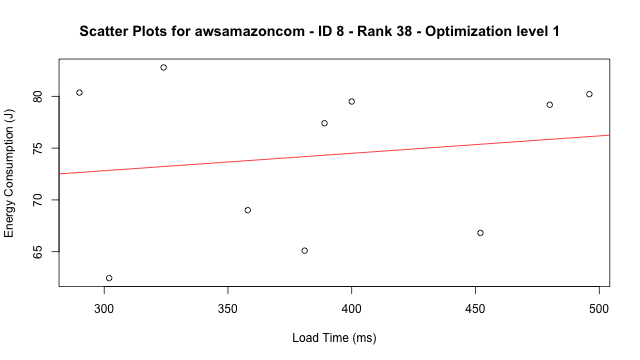 Scatter Plots for awsamazoncom - ID 8 - Rank 38 - Optimization level 1
Energy Consumption (J)
80
75
70
65
300 350 400 450 500
Load Time (ms)